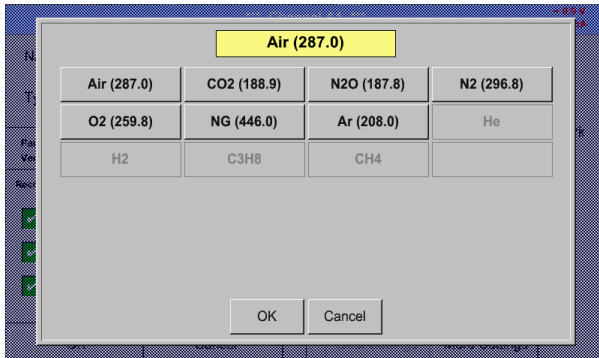 Air (287.0)
Air (287.0) CO2 (188.9) N2O (187.8) N2 (296.8)
O2 (259.8) NG (446.0) Ar (208.0) He
H2 C3H8 CH4
OK Cancel